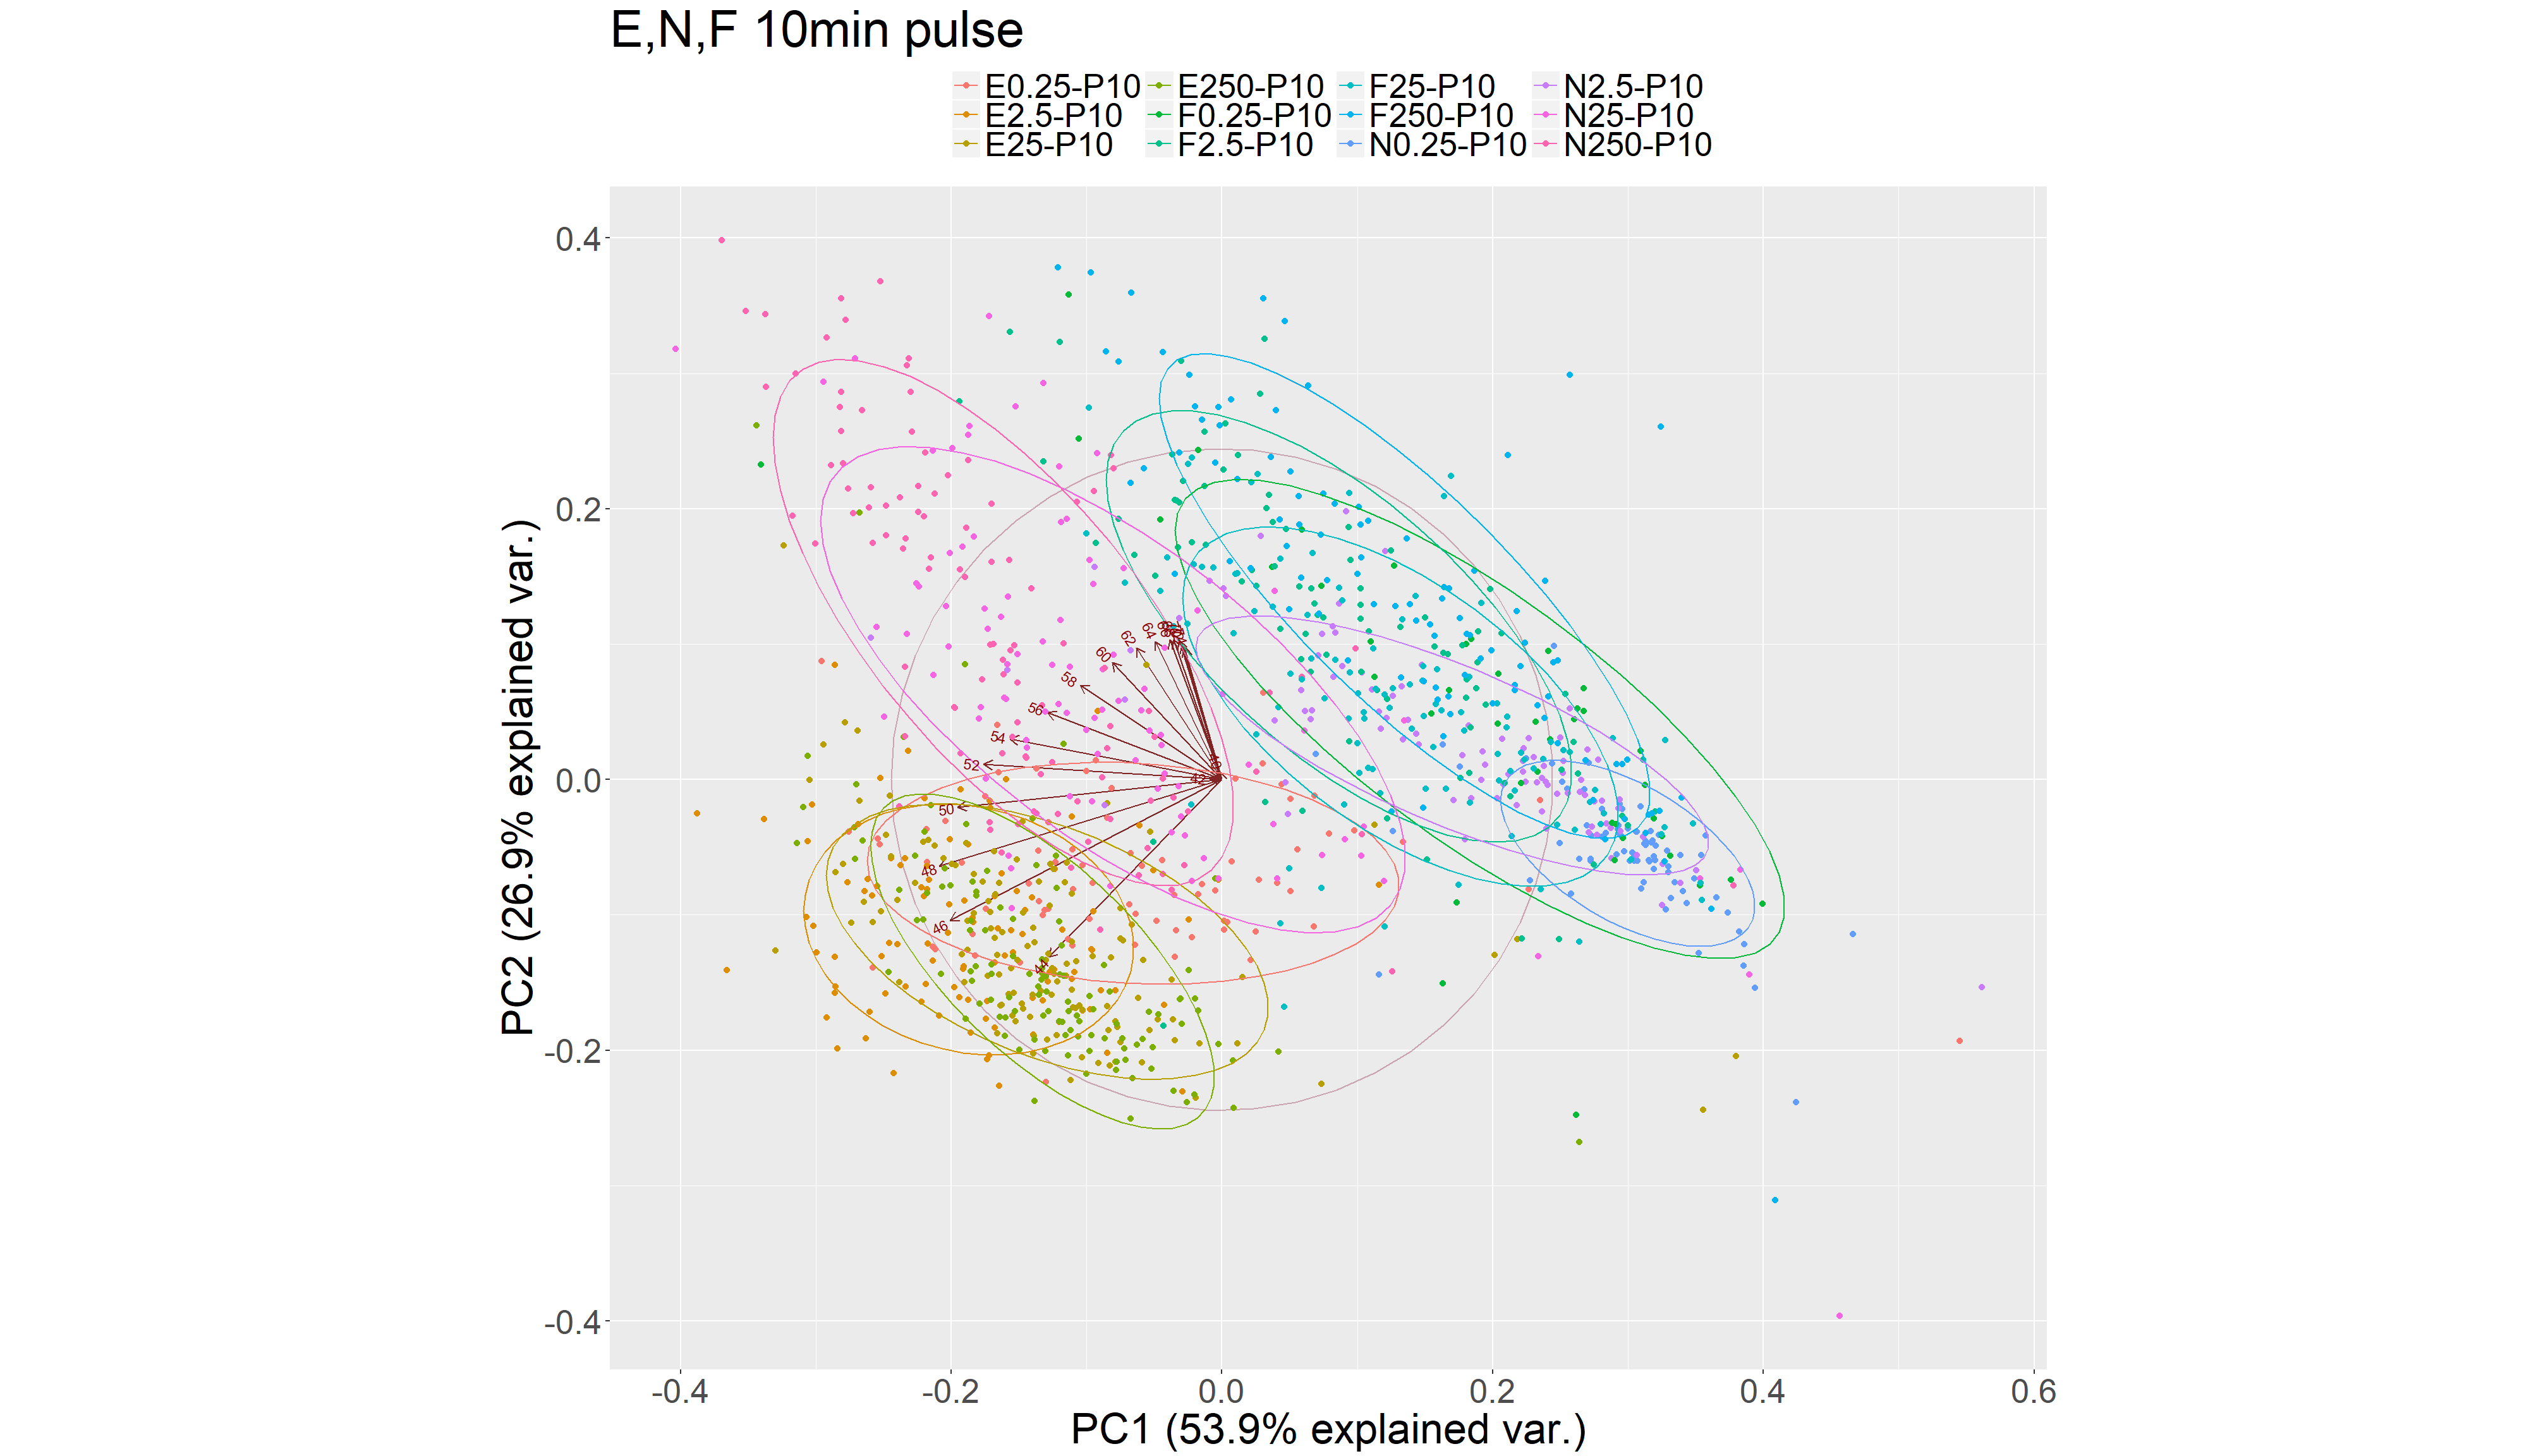 E,N,F 10min pulse
E0.25-P10 E250-P10 F25-P10 N2.5-P10
E2.5-P10 F0.25-P10 F250-P10 N25-P10
E25-P10 F2.5-P10 N0.25-P10 N250-P10
0.4
0.2
0.0
-0.2
-0.4
PC2 (26.9% explained var.)
62
64
60
58
56
54
52
42
50
48
46
44
-0.4 -0.2 0.0 0.2 0.4 0.6
PC1 (53.9% explained var.)